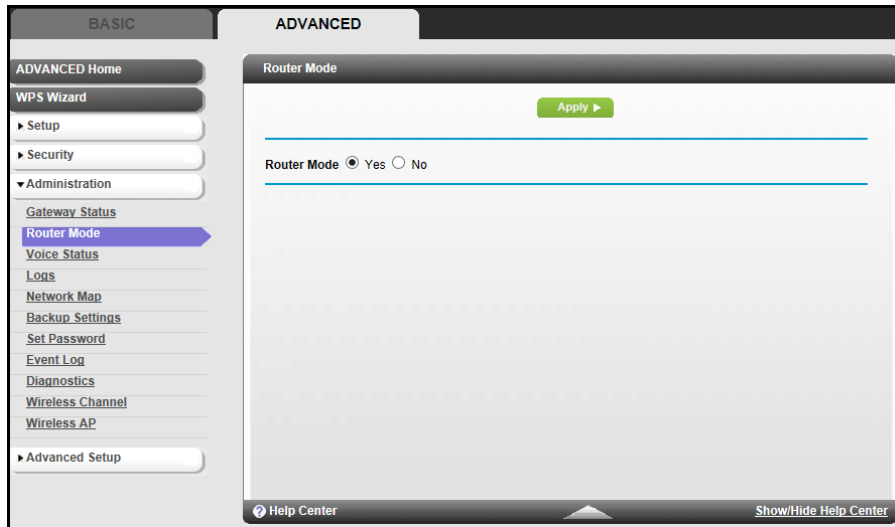 BASIC
ADVANCED
ADVANCED Home
WPS Wizard
Setup
Security
Administration
Gateway Status
Router Mode
Voice Status
Logs
Network Map
Backup Settings
Set Password
Event Log
Diagnostics
Wireless Channel
Wireless AP
Advanced Setup
Router Mode
Apply
Router Mode Yes No
? Help Center
Show/Hide Help Center